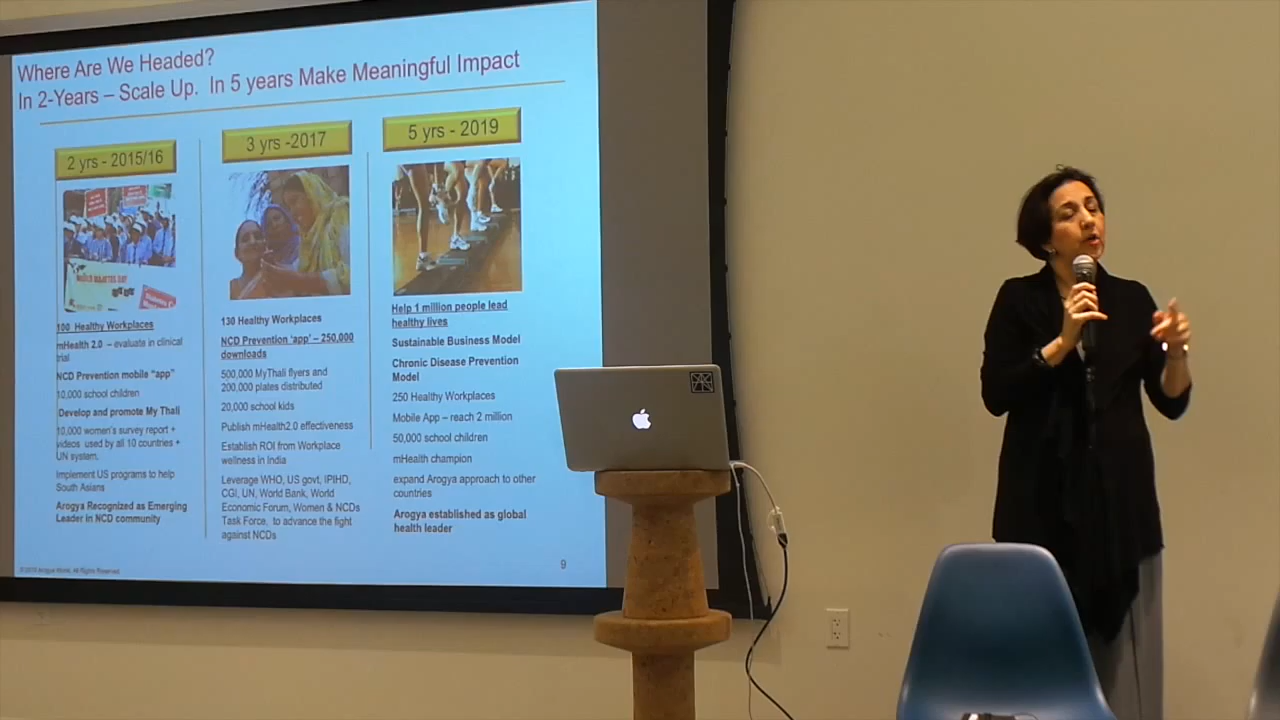 Where Are We Headed?
In 2-Years – Scale Up. In 5 years Make Meaningful Impact
2 yrs - 2015/16
100 Healthy Workplaces
mHealth 2.0 – evaluate in clinical
trial
NCD Prevention mobile “app”
10,000 school children
Develop and promote My Thali
10,000 women's survey report +
videos used by all 10 countries +
UN system.
Implement US programs to help
South Asians
Arogya Recognized as Emerging
Leader in NCD community
3 yrs -2017
130 Healthy Workplaces
NCD Prevention ‘app’ – 250,000
downloads
500,000 MyThali flyers and
200,000 plates distributed
20,000 school kids
Publish mHealth2.0 effectiveness
Establish ROI from Workplace
wellness in India
Leverage WHO, US govt, IPIHD,
CGI, UN, World Bank, World
Economic Forum, Women & NCDs
Task Force, to advance the fight
against NCDs
5 yrs - 2019
Help 1 million people lead
healthy lives
Sustainable Business Model
Chronic Disease Prevention
Model
250 Healthy Workplaces
Mobile App – reach 2 million
50,000 school children
mHealth champion
expand Arogya approach to other
countries
Arogya established as global
health leader
Arogya World. All Rights Reserved
9